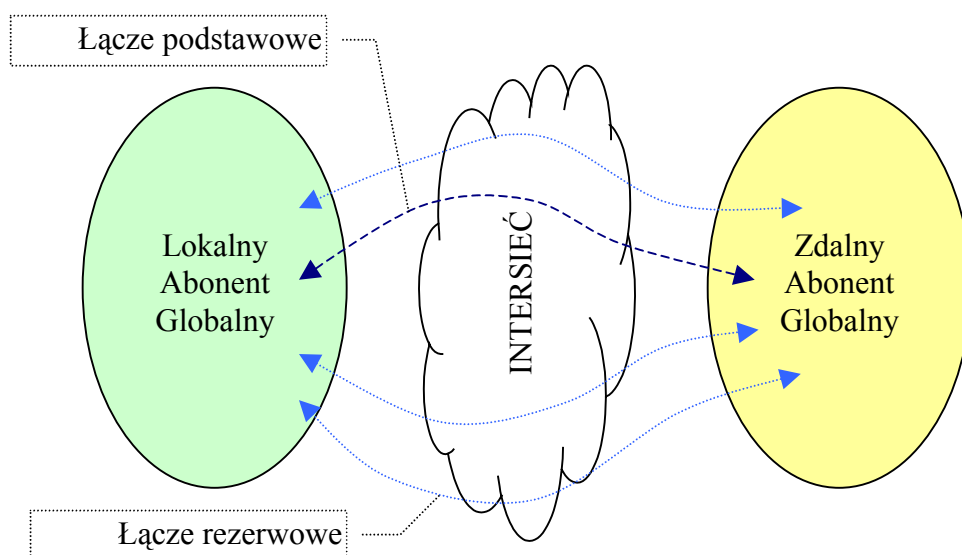 Łącze podstawowe
Lokalny
Abonent
Globalny
INTERSIEĆ
Zdalny
Abonent
Globalny
Łącze rezerwowe